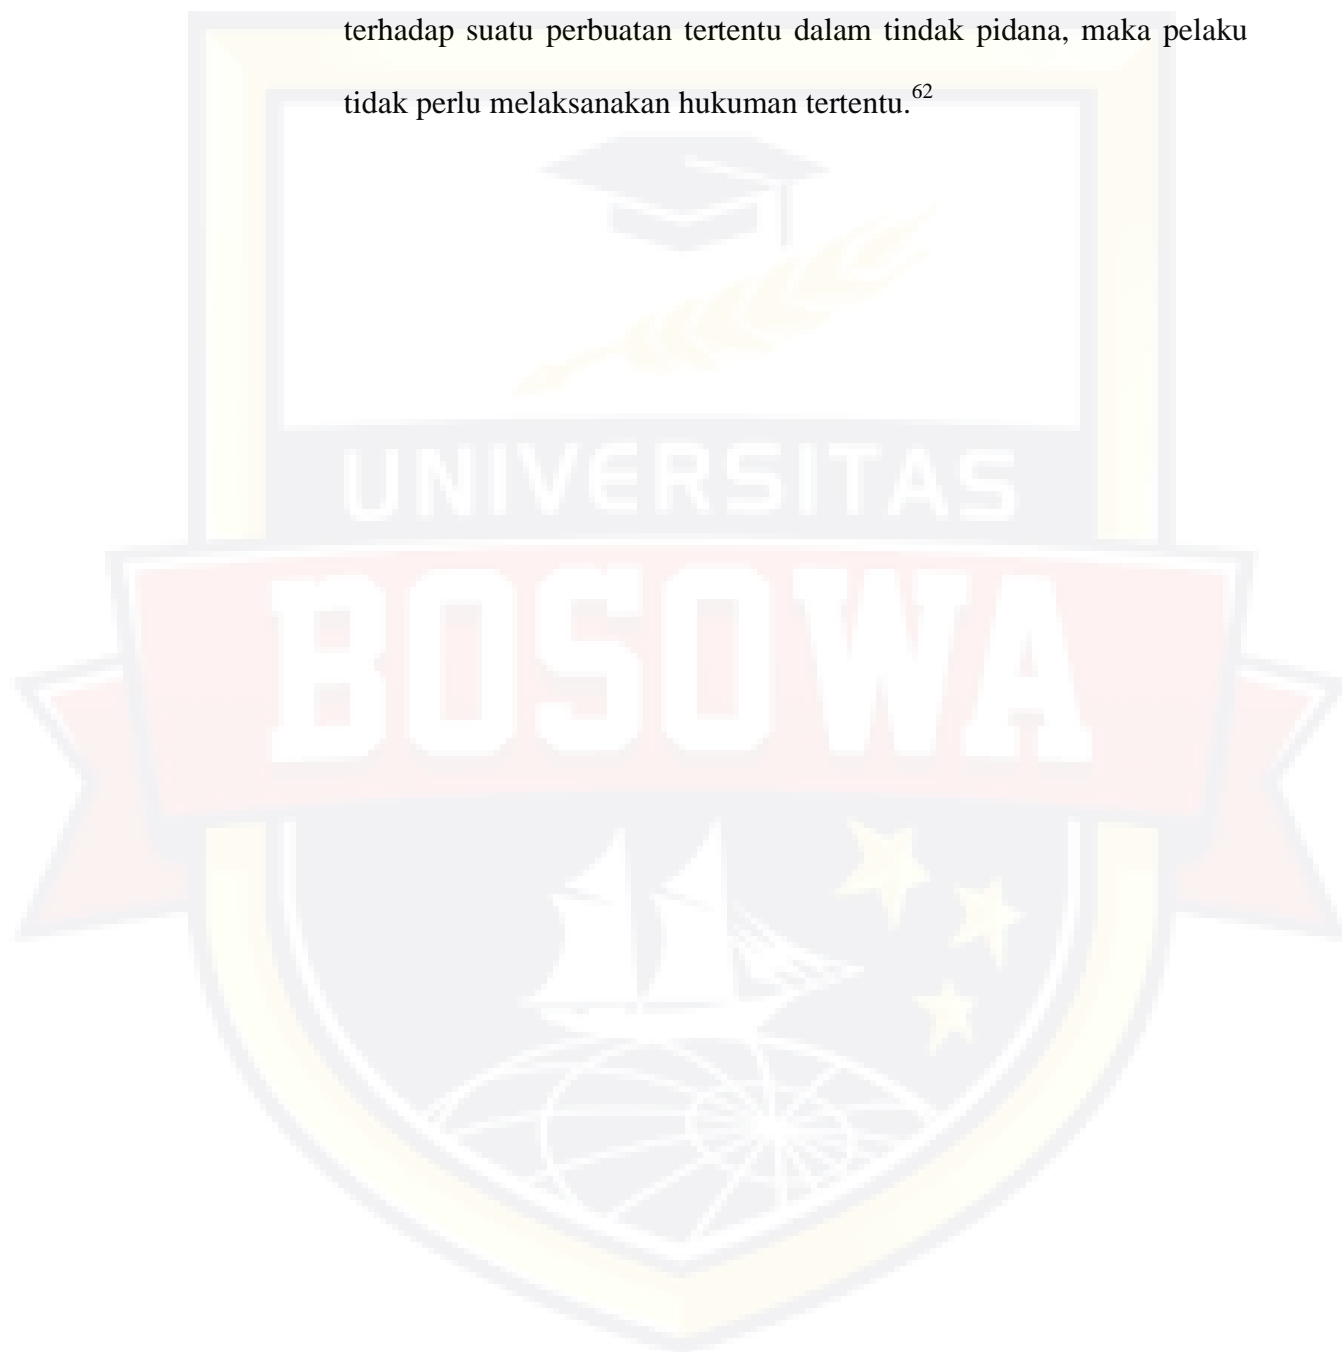 terhadap suatu perbuatan tertentu dalam tindak pidana, maka pelaku
tidak perlu melaksanakan hukuman tertentu.62
UNIVERSITAS
BOSOWA